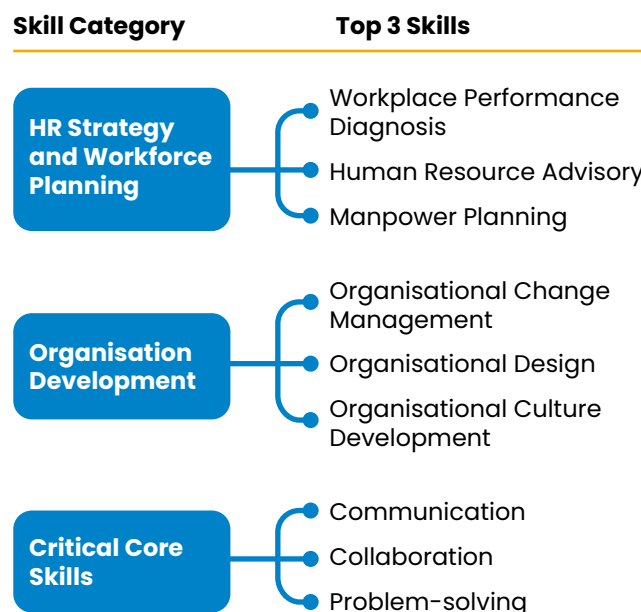 Skill Category
Top 3 Skills
HR Strategy
and Workforce
Planning
Workplace Performance
Diagnosis
Human Resource Advisory
Manpower Planning
Organisation
Development
Organisational Change
Management
Organisational Design
Organisational Culture
Development
Critical Core
Skills
Communication
Collaboration
Problem-solving